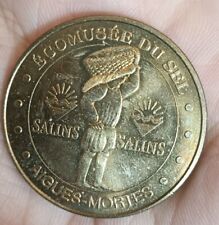 · ÉCOMUSÉE DU SEL ·
SALINS SALINS
AIGUES-MORTES